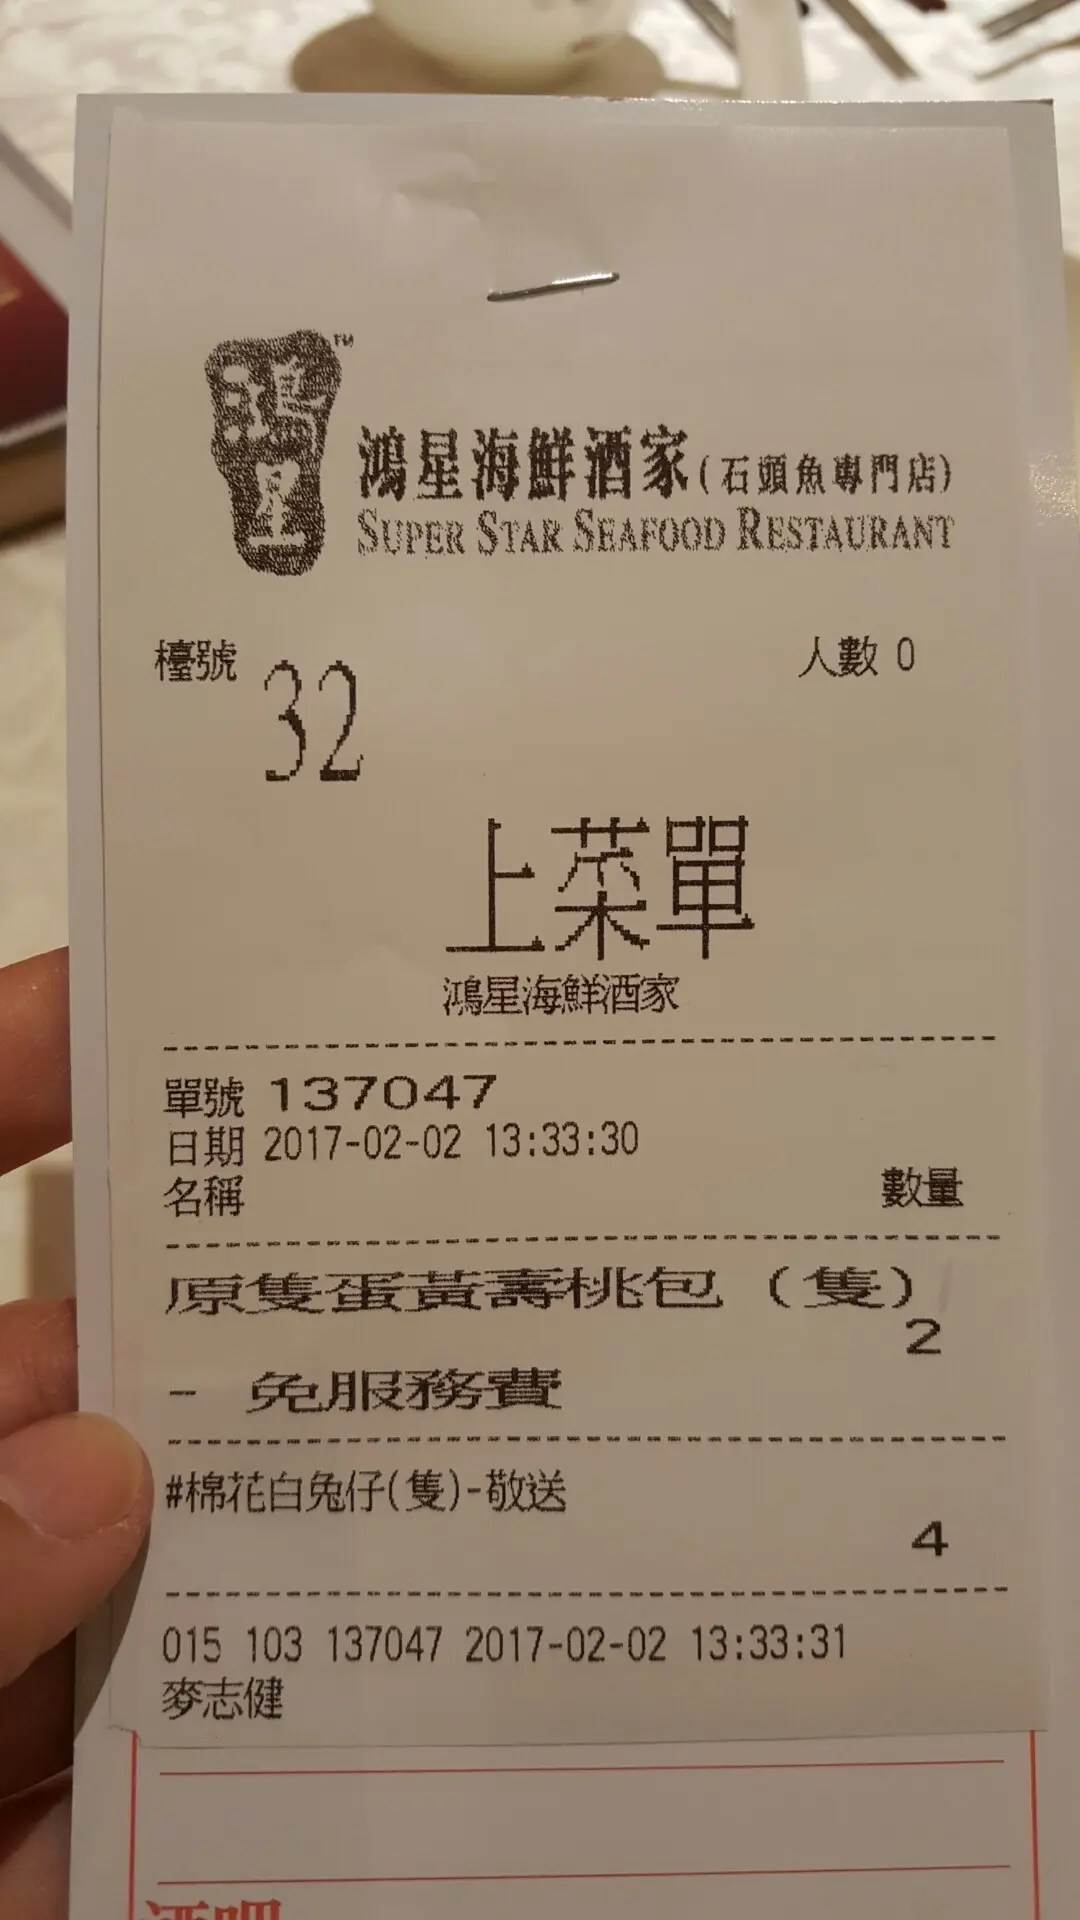 鴻星
TM
鴻星海鮮酒家(石頭魚專門店)
SUPER STAR SEAFOOD RESTAURANT
檯號 32
人數 0
上菜單
鴻星海鮮酒家
單號 137047
日期 2017-02-02 13:33:30
名稱 數量
原隻蛋黃壽桃包（隻）
2
- 免服務費
#棉花白兔仔(隻)-敬送
4
015 103 137047 2017-02-02 13:33:31
麥志健